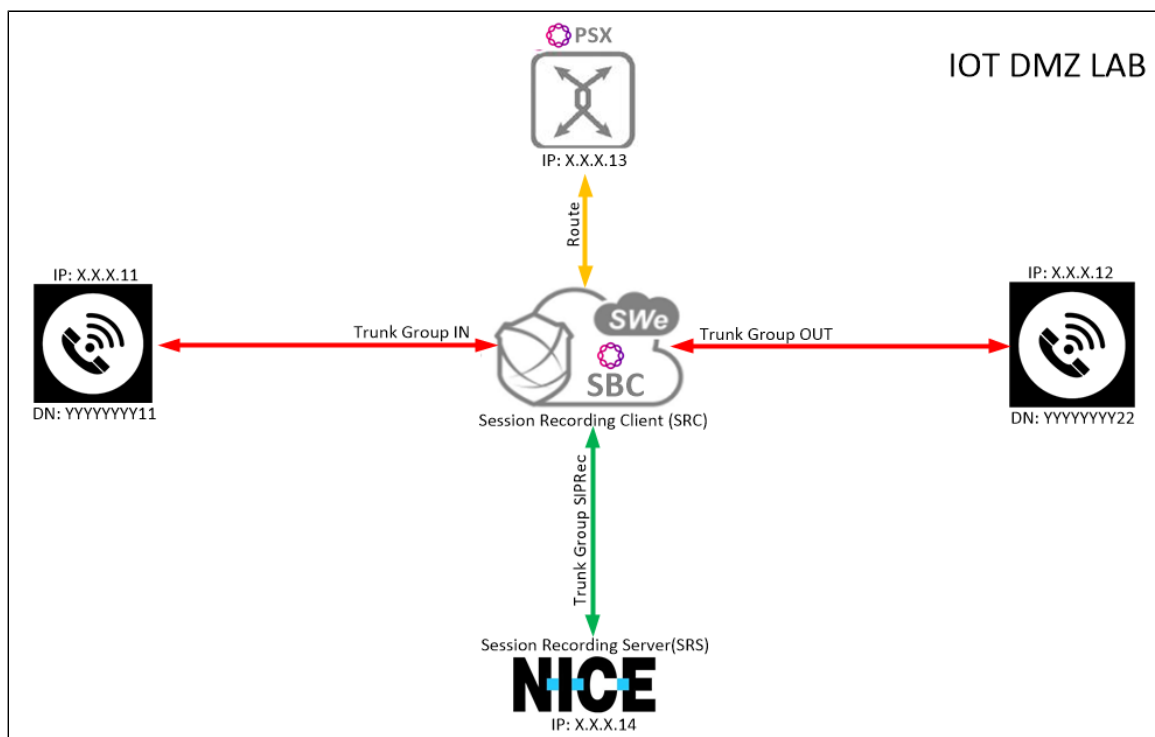 PSX
IOT DMZ LAB
IP: X.X.X.13
Route
IP: X.X.X.11
IP: X.X.X.12
Trunk Group IN
SWe
Trunk Group OUT
SBC
DN: YYYYYYYY11
Session Recording Client (SRC)
DN: YYYYYYYY22
Trunk Group SIPRec
Session Recording Server(SRS)
NICE
IP: X.X.X.14